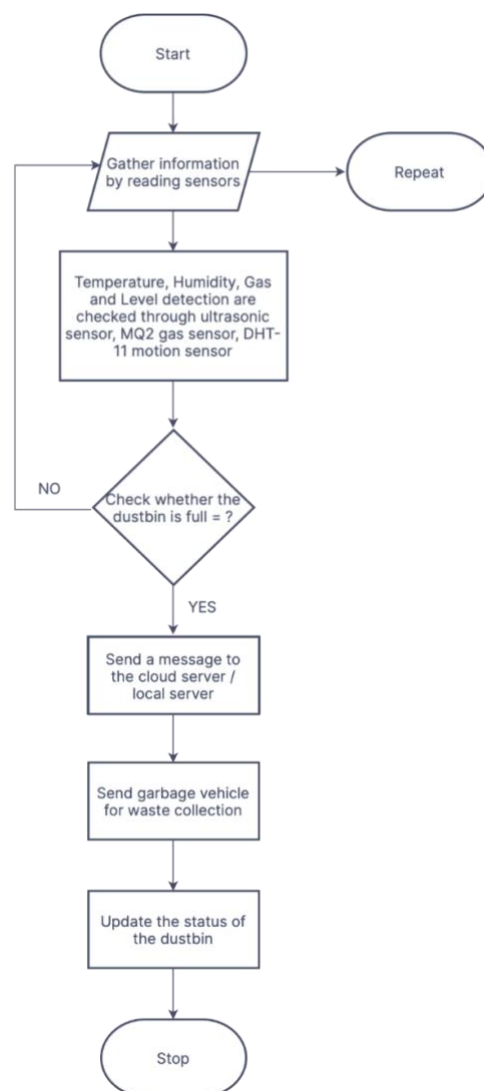 Start
Gather information
by reading sensors
Repeat
Temperature, Humidity, Gas
and Level detection are
checked through ultrasonic
sensor, MQ2 gas sensor, DHT-
11 motion sensor
NO
Check whether the
dustbin is full = ?
YES
Send a message to
the cloud server /
local server
Send garbage vehicle
for waste collection
Update the status of
the dustbin
Stop